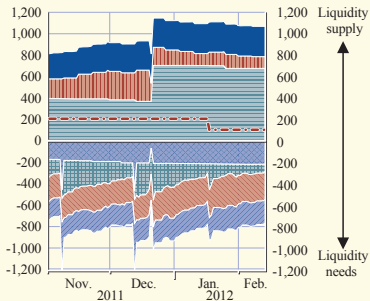 1,200 1,200 Liquidity
1,000 1,000 supply
800 800
600 600
400 400
200 200
0 0
-200 -200
-400 -400
-600 -600
-800 -800
-1,000 -1,000
-1,200 -1,200 Liquidity
needs
Nov. Dec. Jan. Feb.
2011 2012